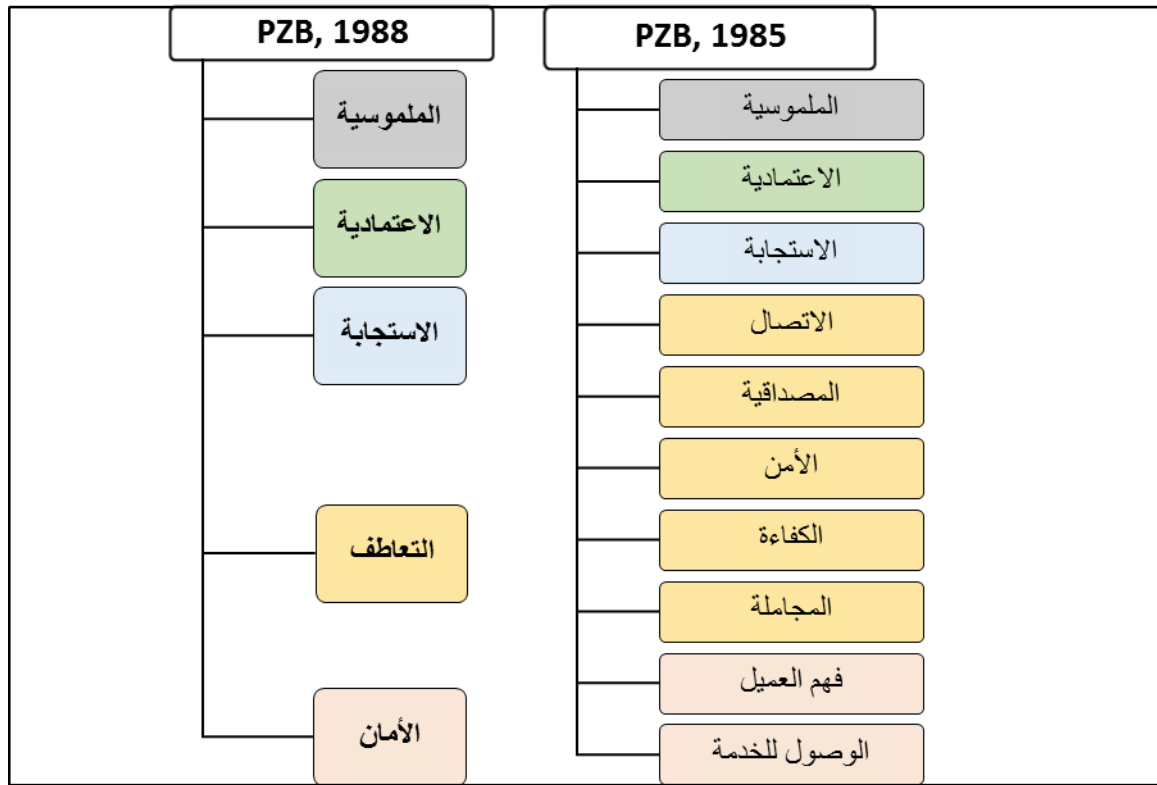 PZB, 1988
الملموسية
الاعتمادية
الاستجابة
التعاطف
الأمان
PZB, 1985
الملموسية
الاعتمادية
الاستجابة
الاتصال
المصداقية
الأمن
الكفاءة
المجاملة
فهم العميل
الوصول للخدمة